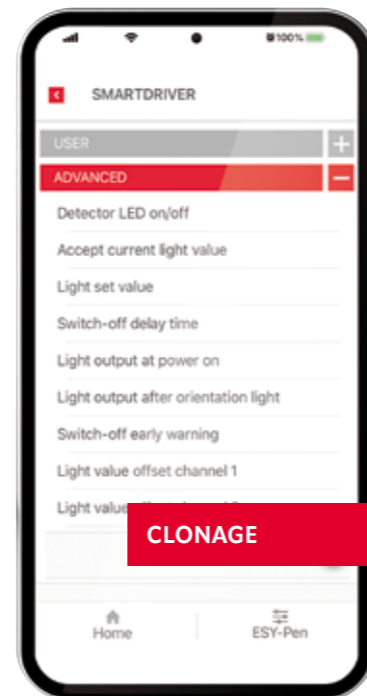 100%
SMARTDRIVER
USER
ADVANCED
Detector LED on/off
Accept current light value
Light set value
Switch-off delay time
Light output at power on
Light output after orientation light
Switch-off early warning
Light value offset channel 1
Light value
CLONAGE
Home
ESY-Pen